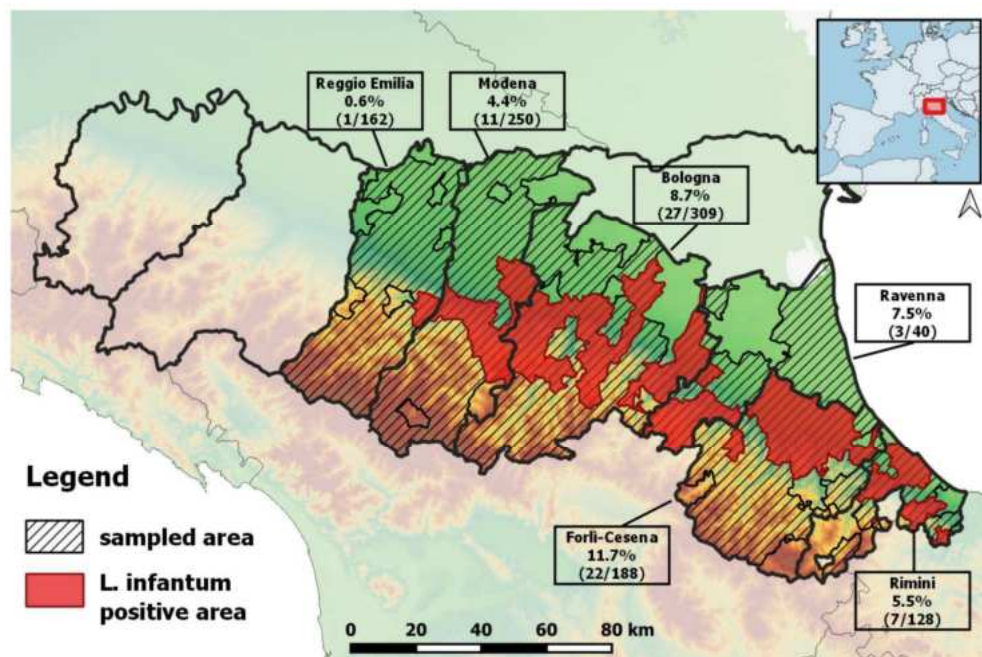 Reggio Emilia
0.6%
(1/162)
Modena
4.4%
(11/250)
Bologna
8.7%
(27/309)
Ravenna
7.5%
(3/40)
Legend
sampled area
L. infantum
positive area
Forlì-Cesena
11.7%
(22/188)
Rimini
5.5%
(7/128)
0 20 40 60 80 km